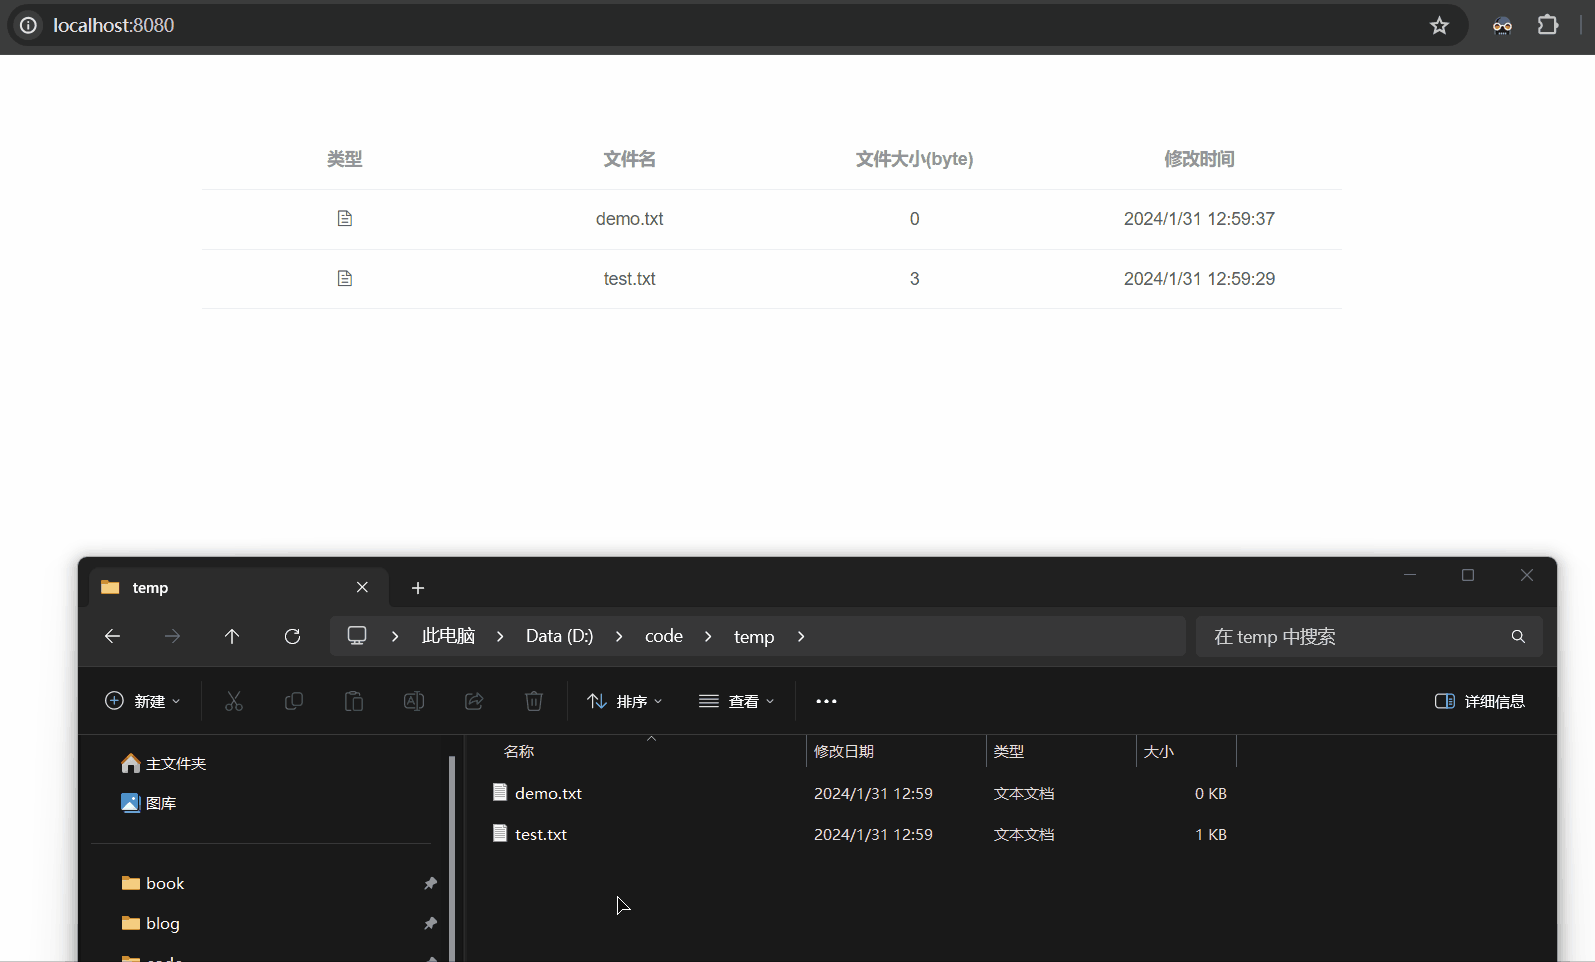 localhost:8080
类型 文件名 文件大小(byte) 修改时间
demo.txt 0 2024/1/31 12:59:37
test.txt 3 2024/1/31 12:59:29
temp
此电脑 Data (D:) code temp
在 temp 中搜索
新建 排序 查看 详细信息
主文件夹
图库
book
blog
code
名称 修改日期 类型 大小
demo.txt 2024/1/31 12:59 文本文档 0 KB
test.txt 2024/1/31 12:59 文本文档 1 KB